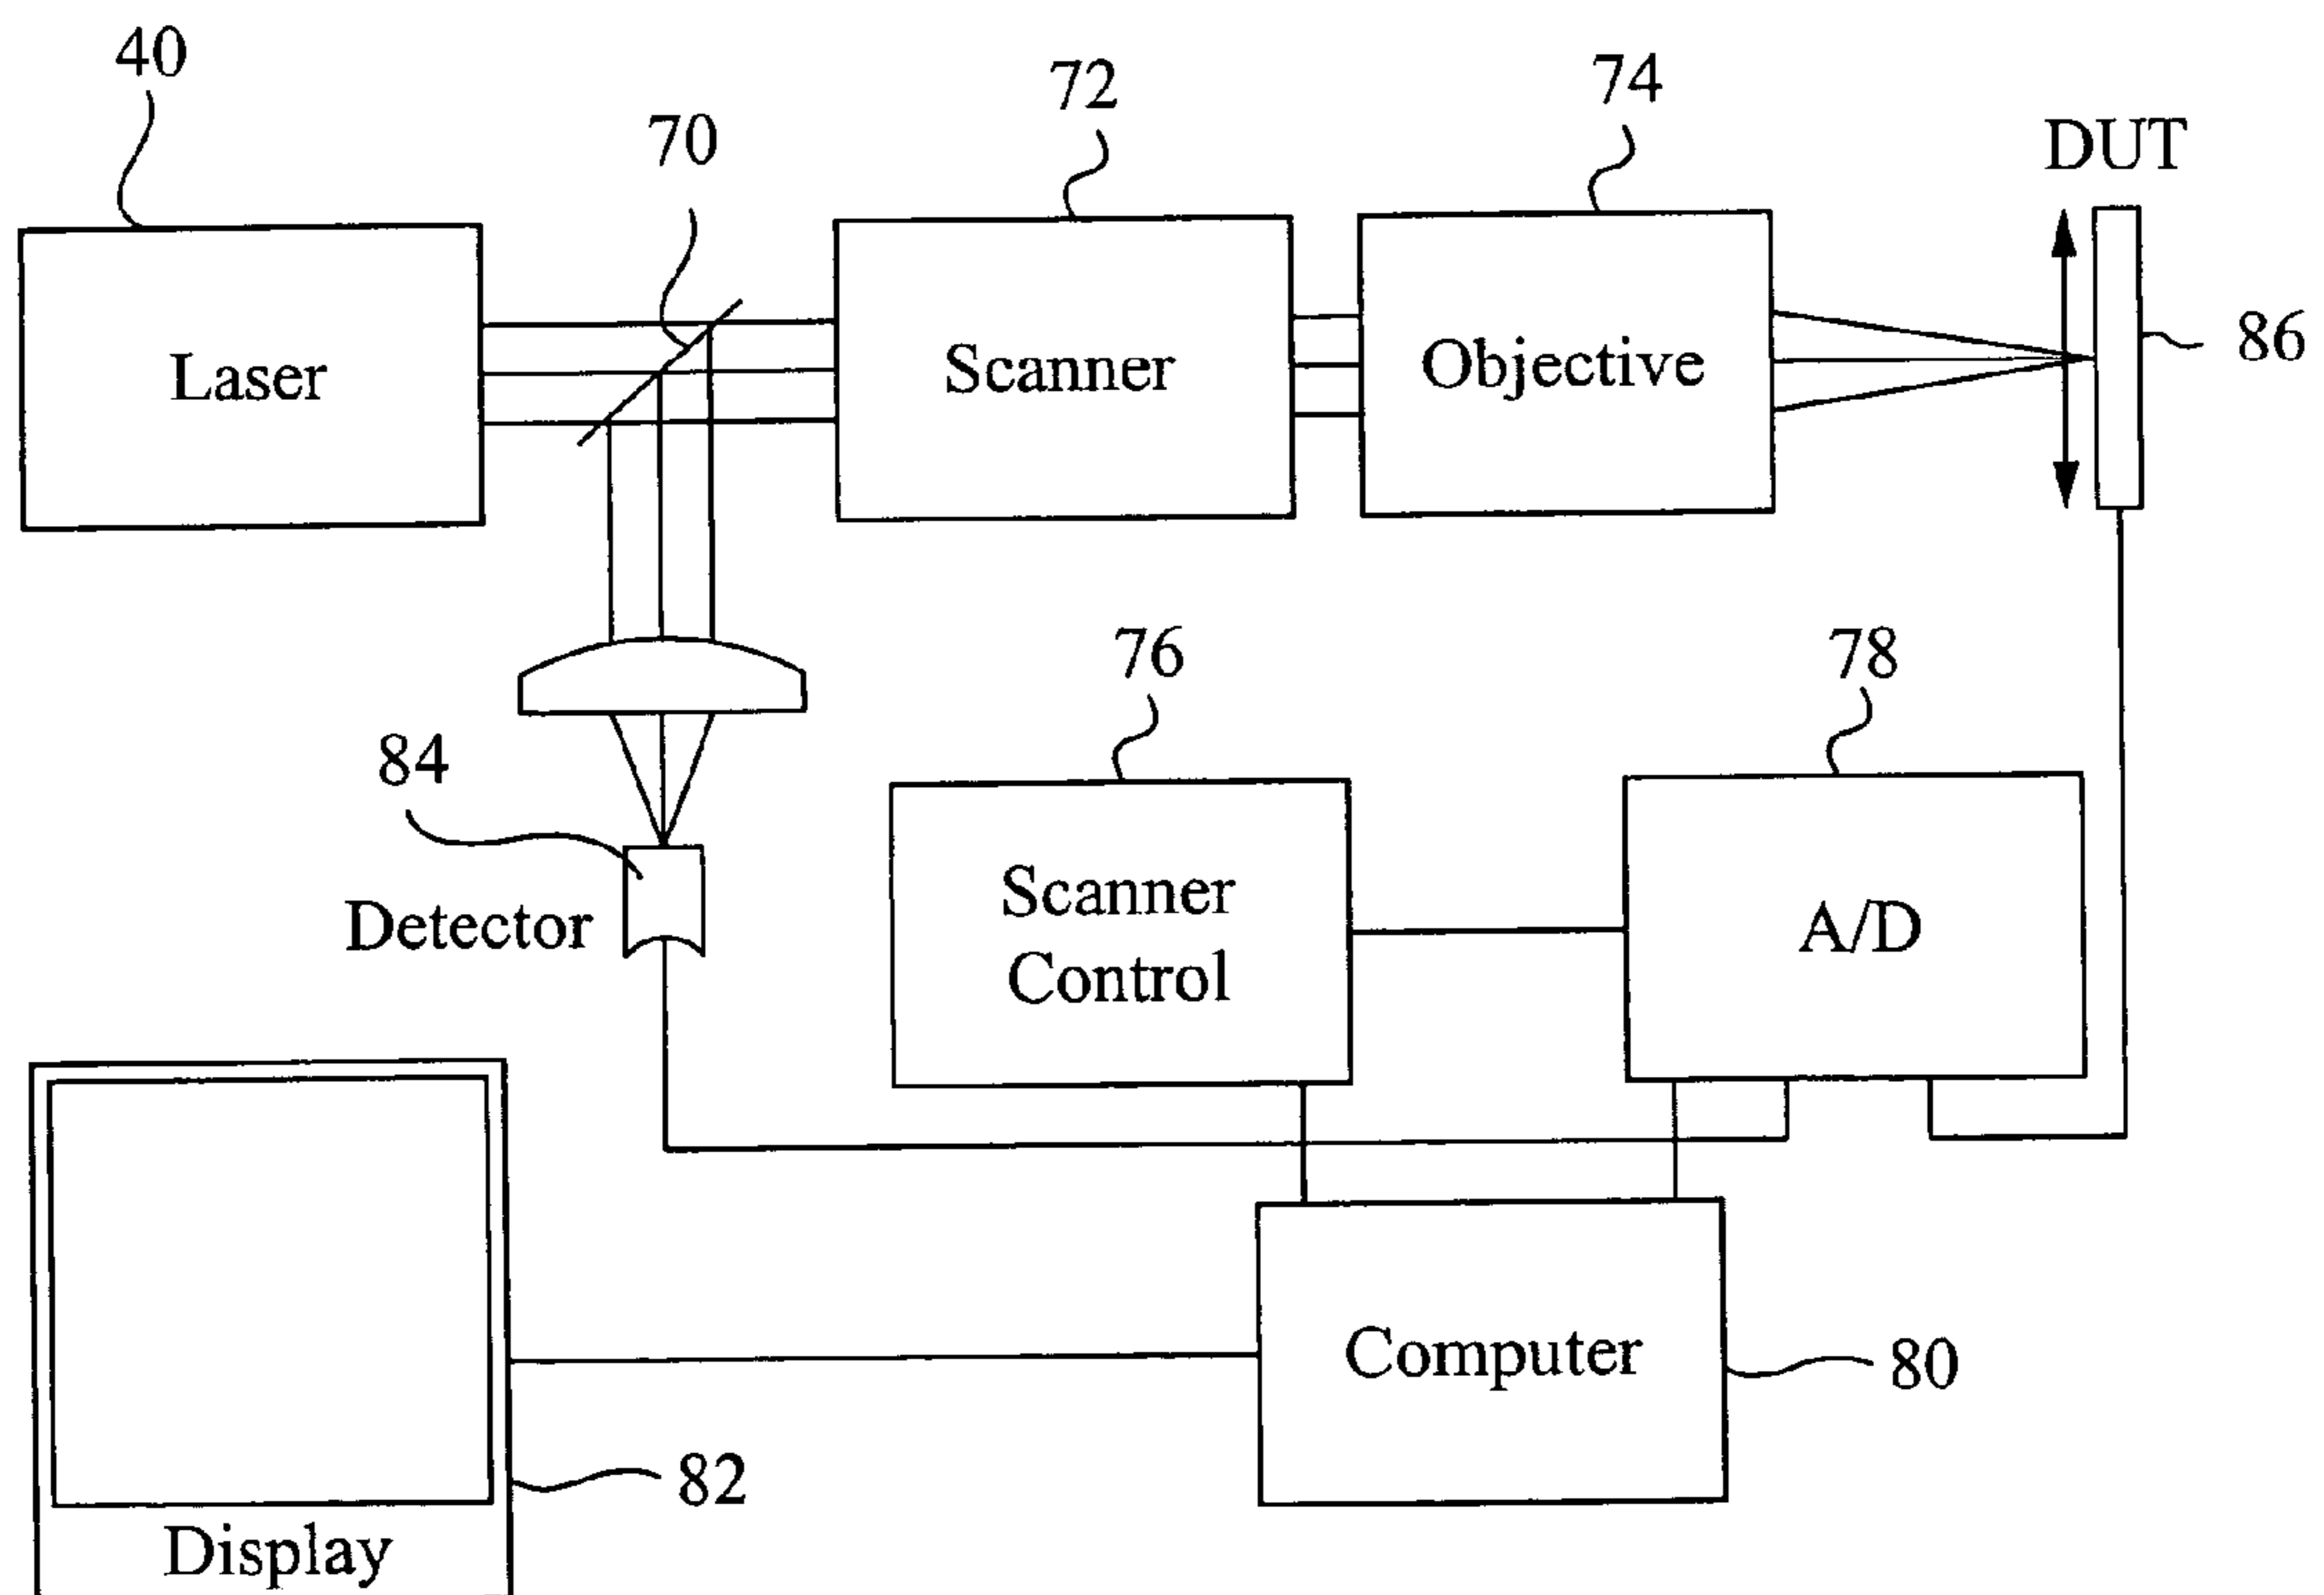 40
70
72
74
DUT
Laser
Scanner
Objective
86
84
76
78
Detector
Scanner
Control
A/D
Computer
80
82
Display